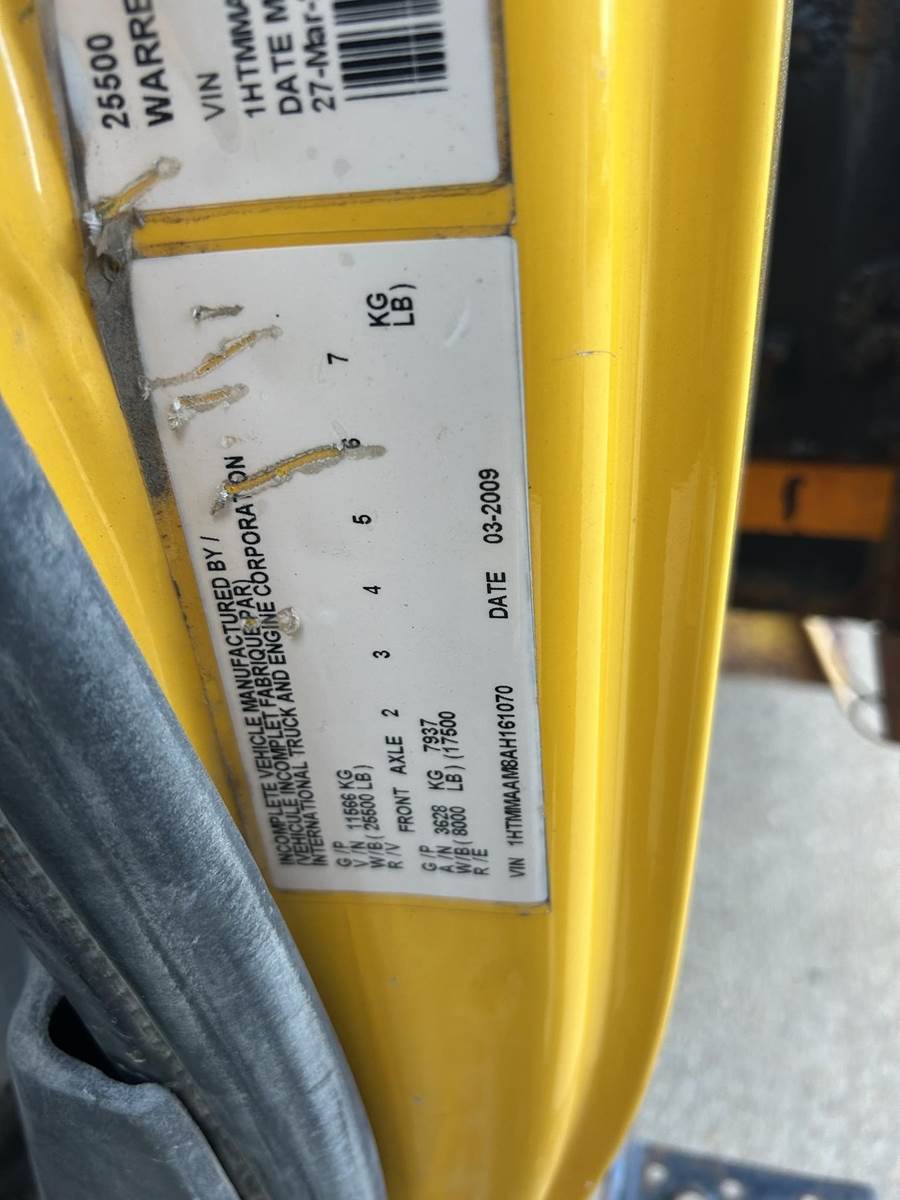 25500
WARRE
VIN
1HTMMA
DATE M
27-Mar-
INCOMPLETE VEHICLE MANUFACTURED BY /
(VEHICULE INCOMPLET FABRIQUE PAR)
INTERNATIONAL TRUCK AND ENGINE CORPORATION
G /P
V / N 11566 KG
W/B ( 25500 LB )
R / V FRONT AXLE 2 3 4 5 6 7
G /P
A / N 3628 KG 7937 KG
W/B ( 8000 LB ) (17500 LB )
R / E
VIN 1HTMMAAM8AH161070 DATE 03-2009